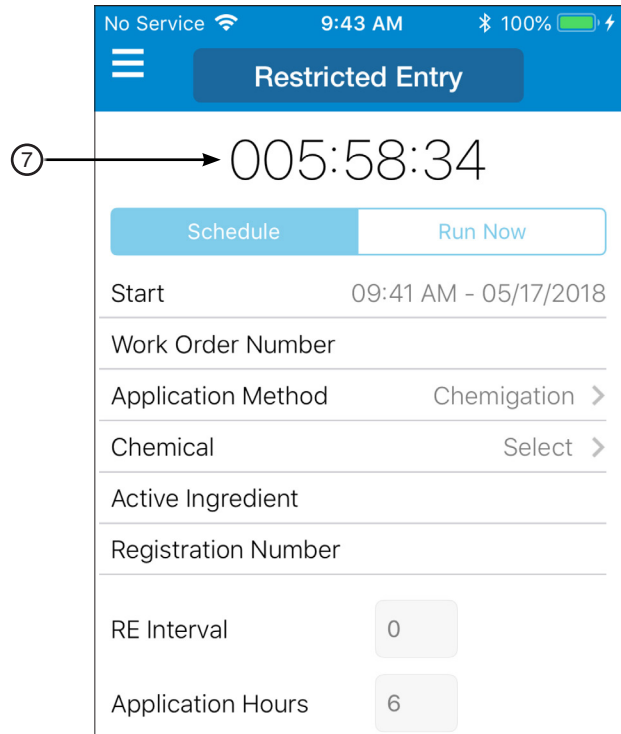 No Service 9:43 AM 100%
Restricted Entry
7 005:58:34
Schedule Run Now
Start 09:41 AM - 05/17/2018
Work Order Number
Application Method Chemigation
Chemical Select
Active Ingredient
Registration Number
RE Interval 0
Application Hours 6